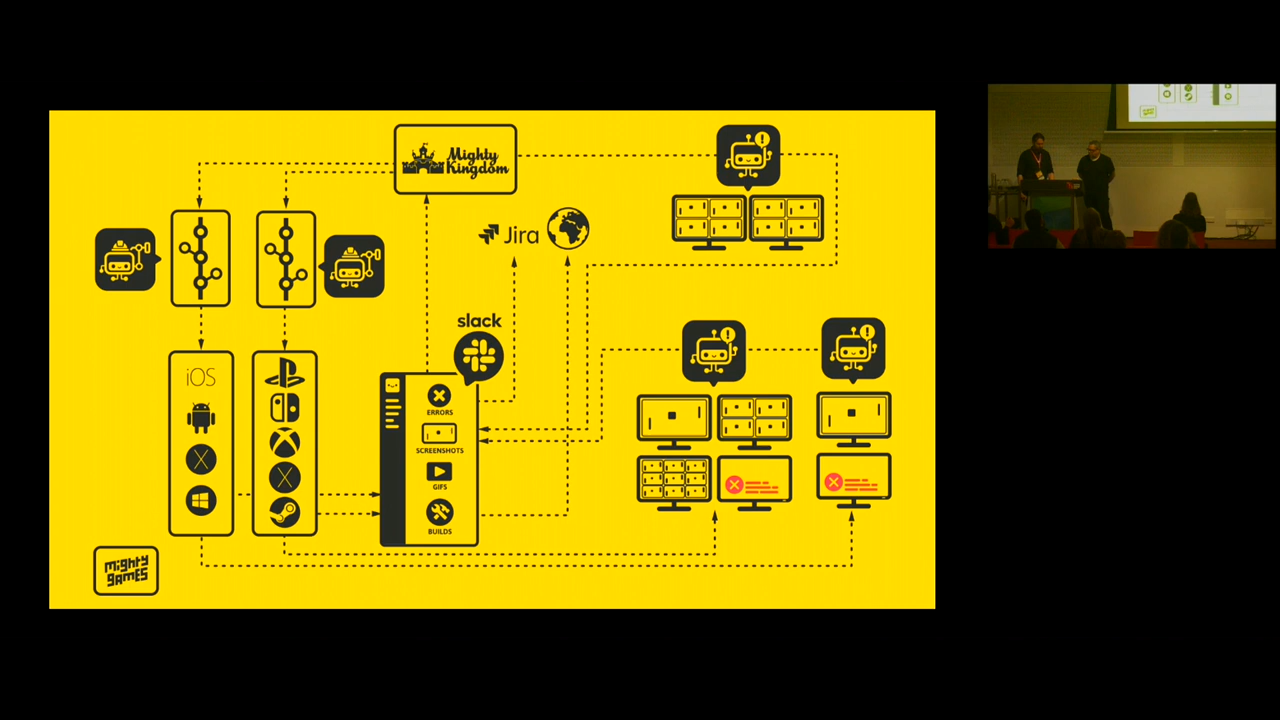 Mighty
Kingdom
Jira
slack
iOS
ERRORS
SCREENSHOTS
GIFS
BUILDS
mighty
games